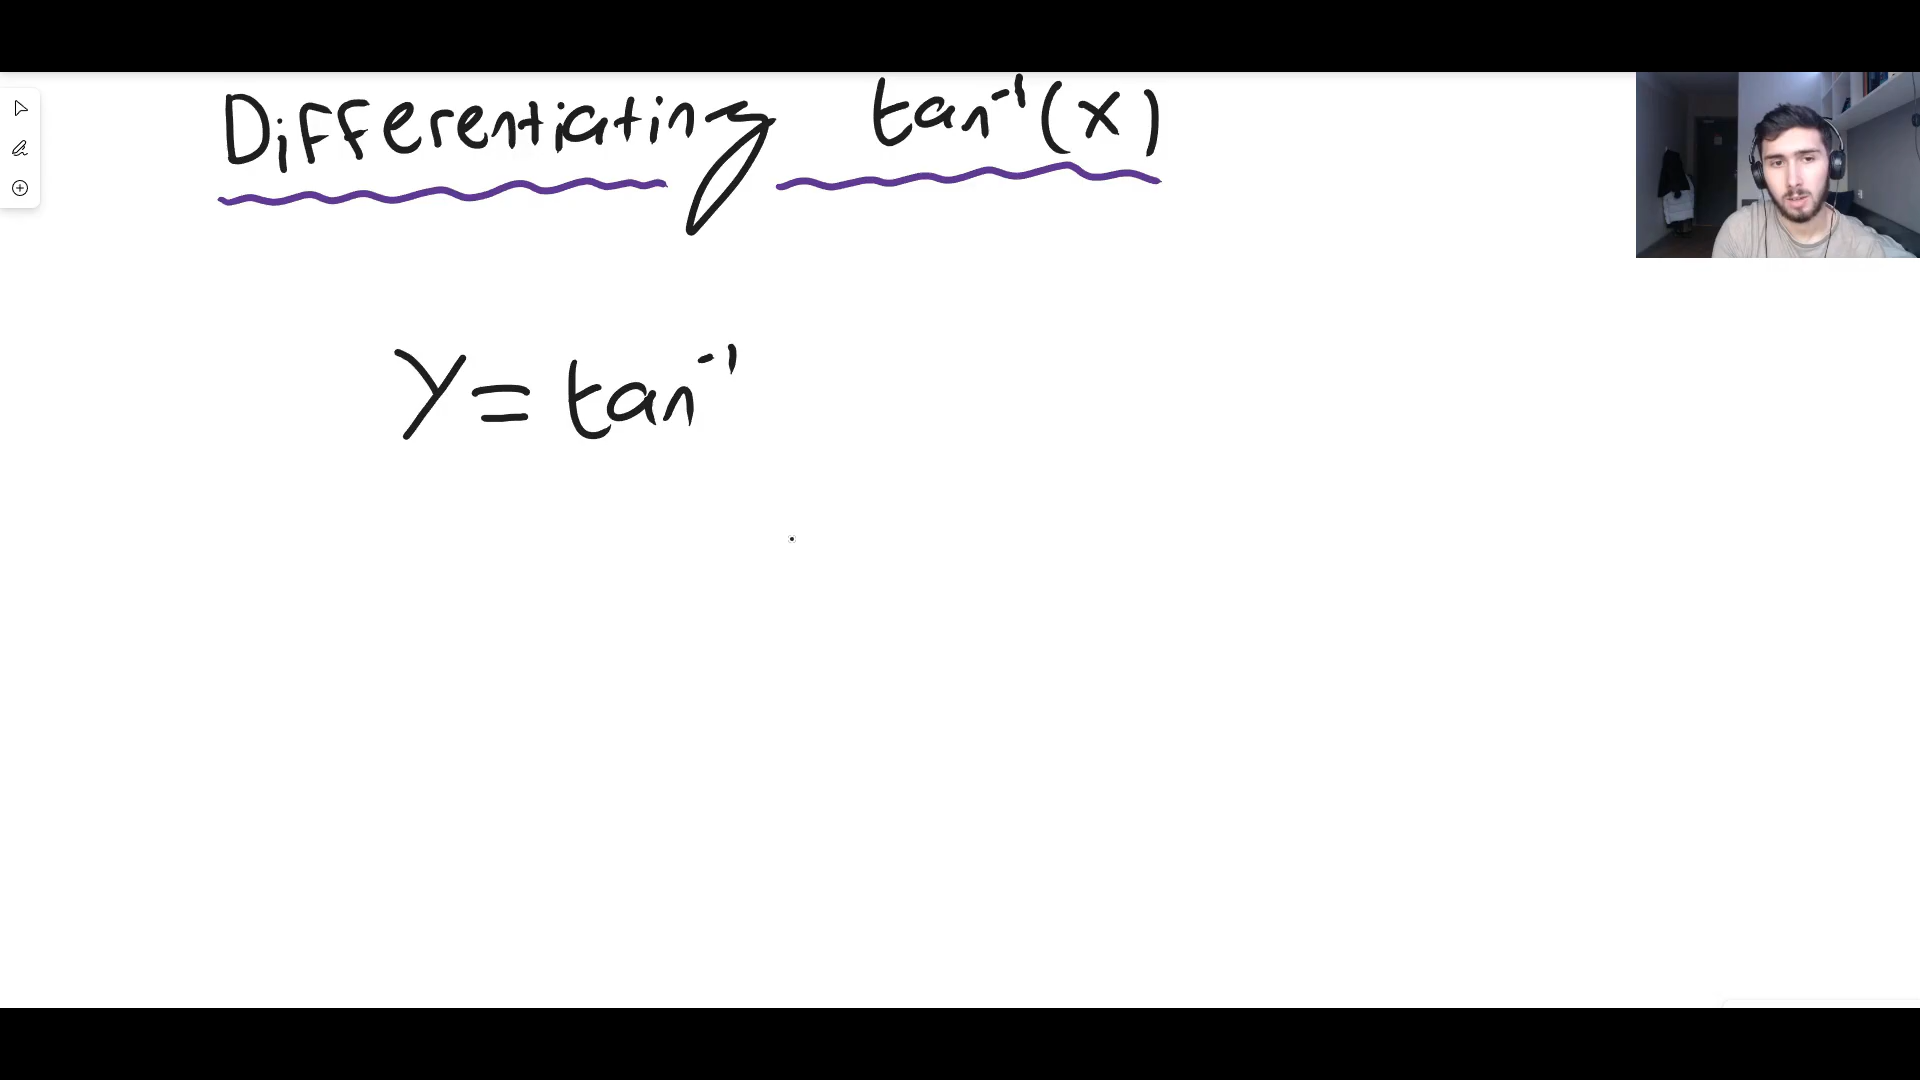 Differentiating tan⁻¹(x)
y = tan⁻¹